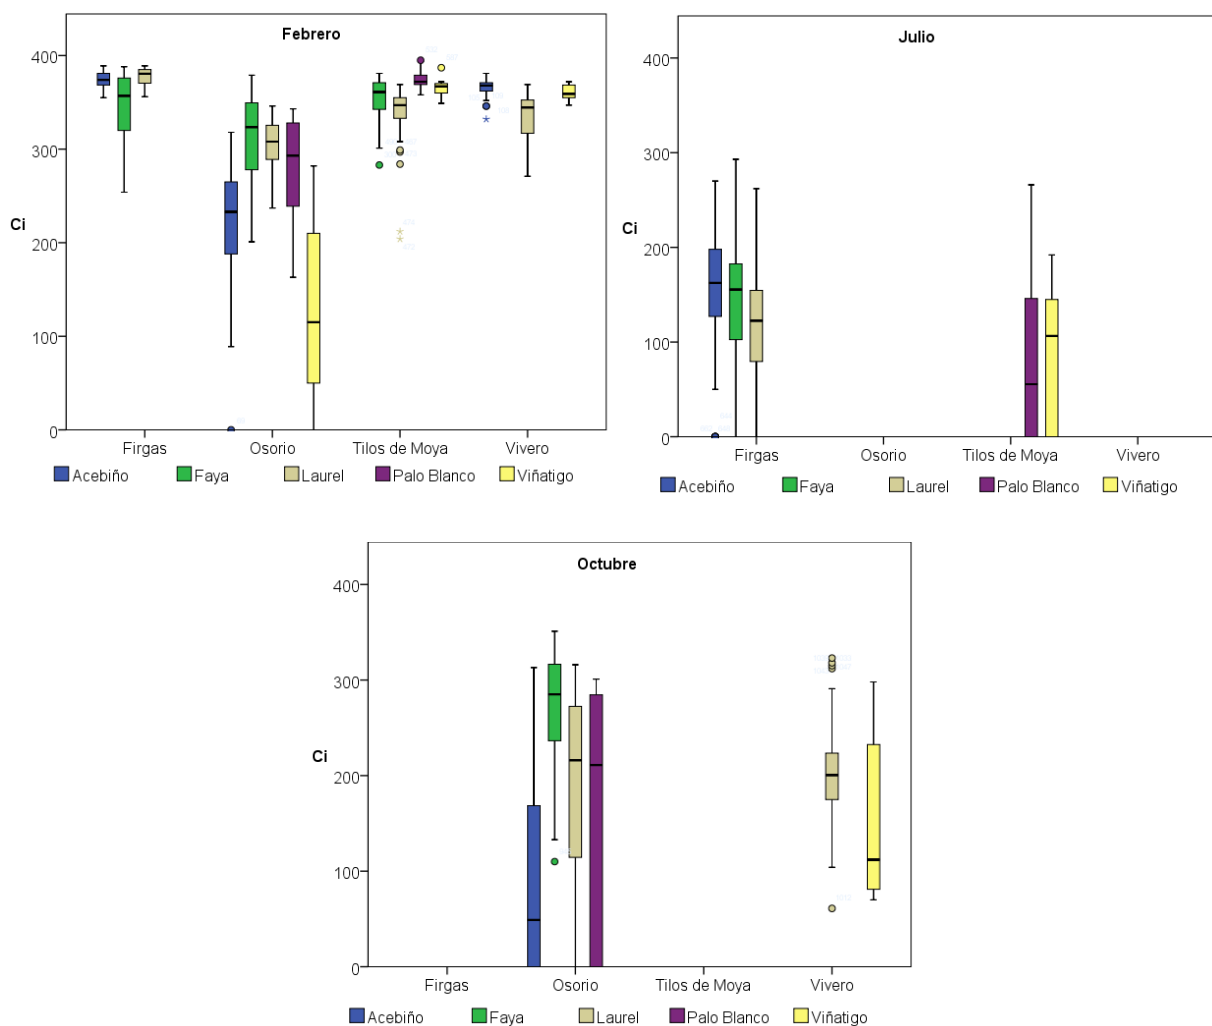 Febrero
400
300
Ci
200
100
0
Firgas Osorio Tilos de Moya Vivero
Acebiño Faya Laurel Palo Blanco Viñatigo
Julio
400
300
Ci
200
100
0
Firgas Osorio Tilos de Moya Vivero
Acebiño Faya Laurel Palo Blanco Viñatigo
Octubre
400
300
Ci
200
100
0
Firgas Osorio Tilos de Moya Vivero
Acebiño Faya Laurel Palo Blanco Viñatigo